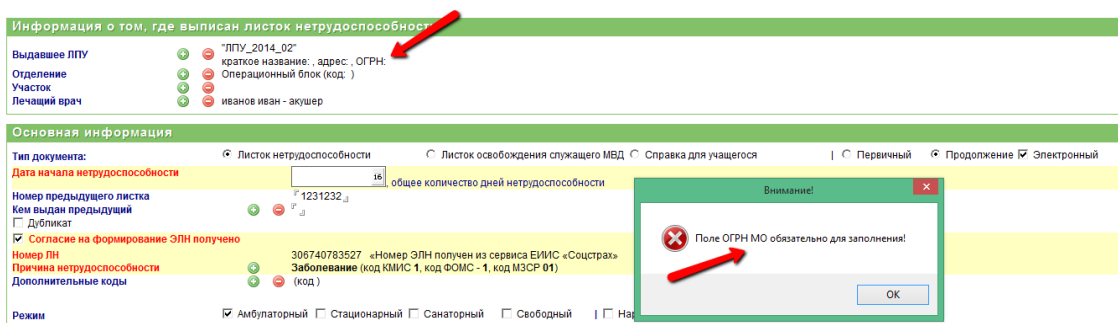 Информация о том, где выписан листок нетрудоспособност
Выдавшее ЛПУ "ЛПУ_2014_02"
краткое название: , адрес: , ОГРН:
Отделение Операционный блок (код: )
Участок
Лечащий врач иванов иван - акушер
Основная информация
Тип документа: Листок нетрудоспособности Листок освобождения служащего МВД Справка для учащегося | Первичный Продолжение Электронный
Дата начала нетрудоспособности 16 , общее количество дней нетрудоспособности
Номер предыдущего листка 1231232
Кем выдан предыдущий
Дубликат
Согласие на формирование ЭЛН получено
Номер ЛН 306740783527 «Номер ЭЛН получен из сервиса ЕИИС «Соцстрах»
Причина нетрудоспособности Заболевание (код КМИС 1, код ФОМС - 1, код МЗСР 01)
Дополнительные коды (код )
Режим Амбулаторный Стационарный Санаторный Свободный | Нар
Внимание!
Поле ОГРН МО обязательно для заполнения!
OK